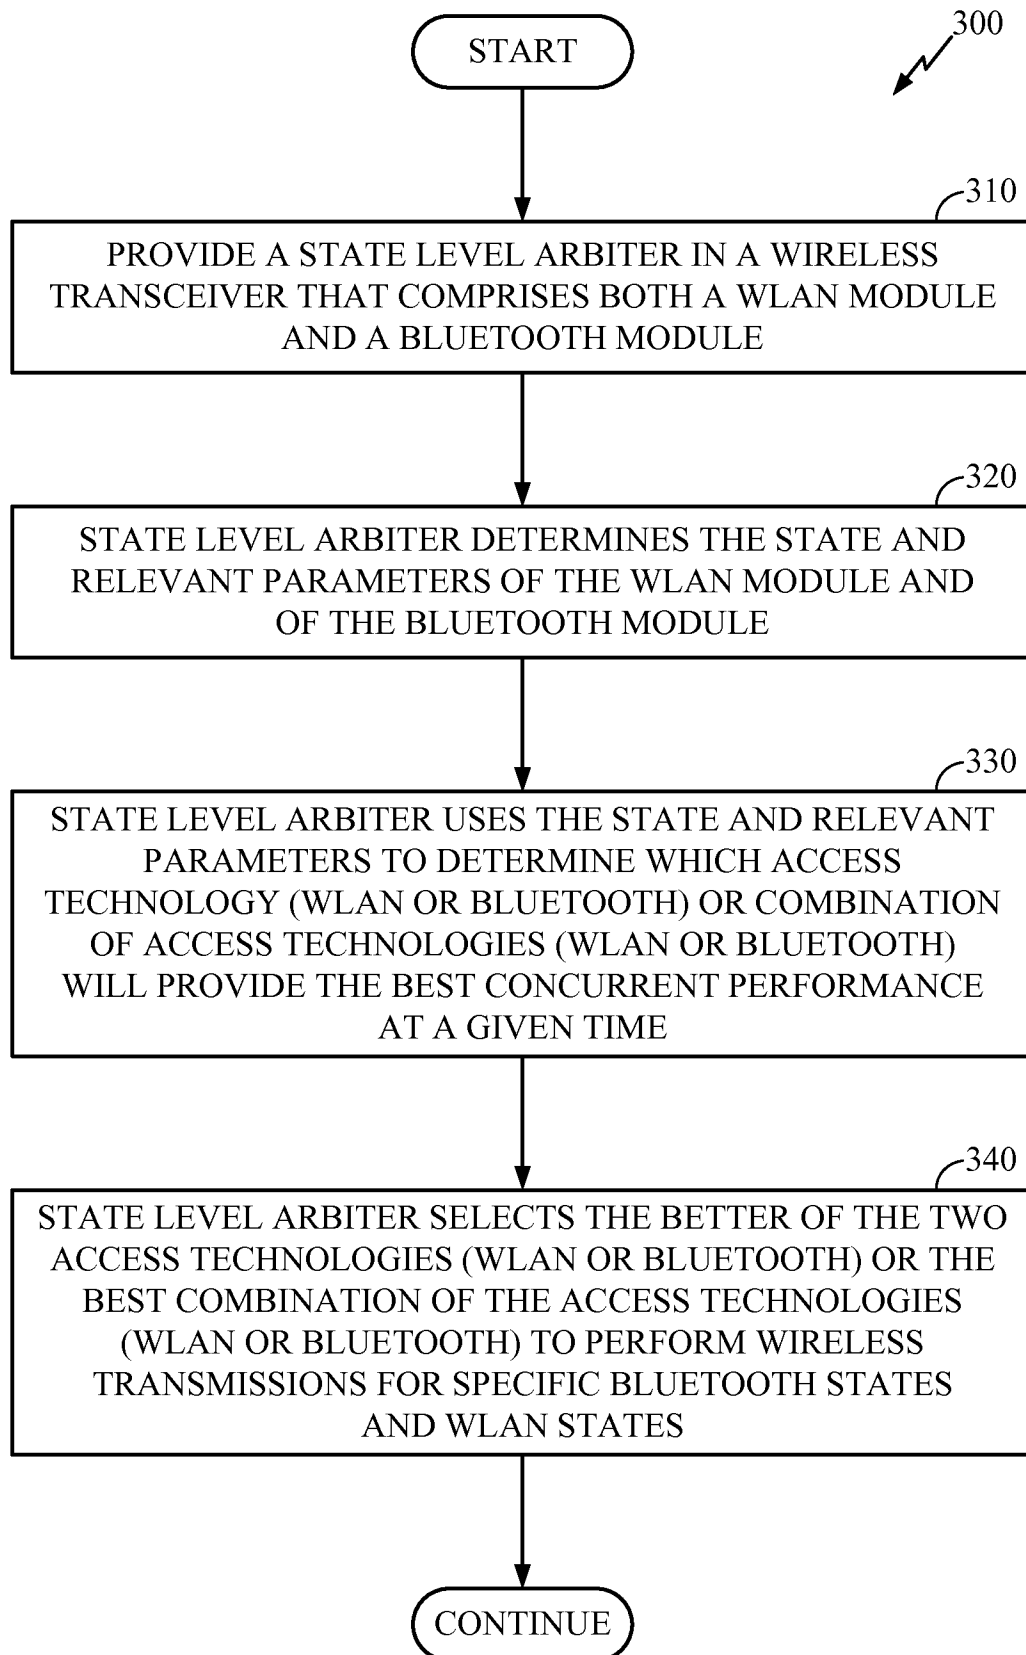 START
300
310
PROVIDE A STATE LEVEL ARBITER IN A WIRELESS
TRANSCEIVER THAT COMPRISES BOTH A WLAN MODULE
AND A BLUETOOTH MODULE
320
STATE LEVEL ARBITER DETERMINES THE STATE AND
RELEVANT PARAMETERS OF THE WLAN MODULE AND
OF THE BLUETOOTH MODULE
330
STATE LEVEL ARBITER USES THE STATE AND RELEVANT
PARAMETERS TO DETERMINE WHICH ACCESS
TECHNOLOGY (WLAN OR BLUETOOTH) OR COMBINATION
OF ACCESS TECHNOLOGIES (WLAN OR BLUETOOTH)
WILL PROVIDE THE BEST CONCURRENT PERFORMANCE
AT A GIVEN TIME
340
STATE LEVEL ARBITER SELECTS THE BETTER OF THE TWO
ACCESS TECHNOLOGIES (WLAN OR BLUETOOTH) OR THE
BEST COMBINATION OF THE ACCESS TECHNOLOGIES
(WLAN OR BLUETOOTH) TO PERFORM WIRELESS
TRANSMISSIONS FOR SPECIFIC BLUETOOTH STATES
AND WLAN STATES
CONTINUE